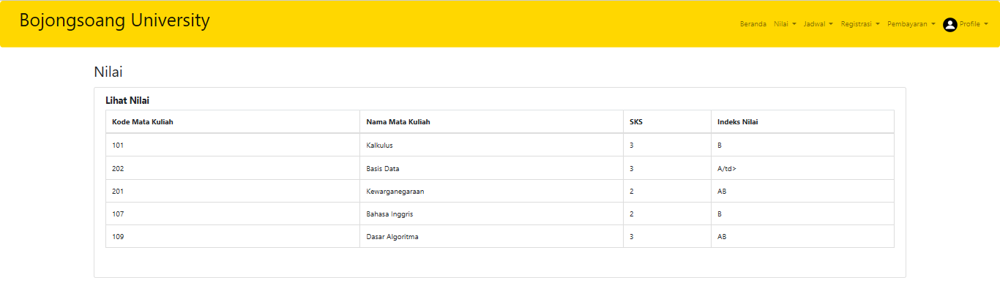 Bojongsoang University
Beranda Nilai Jadwal Registrasi Pembayaran Profile
Nilai
Lihat Nilai
Kode Mata Kuliah Nama Mata Kuliah SKS Indeks Nilai
101 Kalkulus 3 B
202 Basis Data 3 A/td>
201 Kewarganegaraan 2 AB
107 Bahasa Inggris 2 B
109 Dasar Algoritma 3 AB